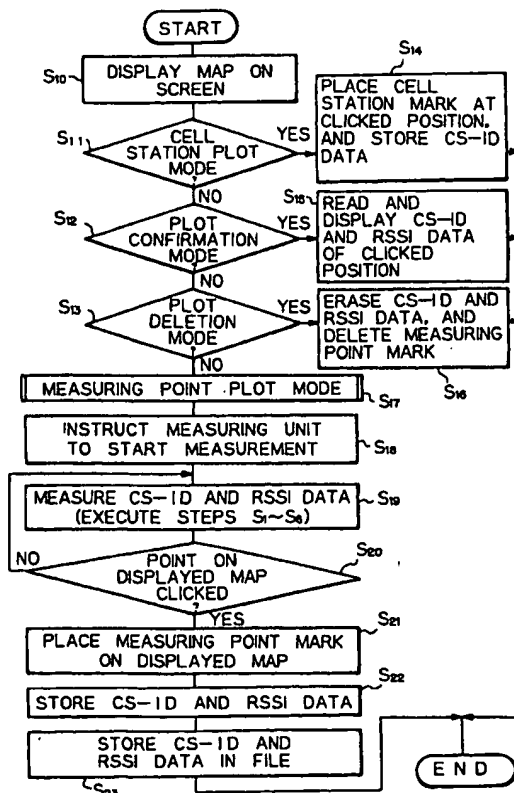 START
S10
DISPLAY MAP ON
SCREEN
S11
CELL
STATION PLOT
MODE
?
YES
NO
S14
PLACE CELL
STATION MARK AT
CLICKED POSITION,
AND STORE CS-ID
DATA
S12
PLOT
CONFIRMATION
MODE
?
YES
NO
S15
READ AND
DISPLAY CS-ID
AND RSSI DATA
OF CLICKED
POSITION
S13
PLOT
DELETION
MODE
?
YES
NO
ERASE CS-ID AND
RSSI DATA, AND
DELETE MEASURING
POINT MARK
S16
MEASURING POINT PLOT MODE
S17
INSTRUCT MEASURING UNIT
TO START MEASUREMENT
S18
MEASURE CS-ID AND RSSI DATA
(EXECUTE STEPS S1~S6)
S19
NO
POINT ON
DISPLAYED MAP
CLICKED
?
S20
YES
PLACE MEASURING POINT MARK
ON DISPLAYED MAP
S21
STORE CS-ID AND RSSI DATA
S22
STORE CS-ID AND
RSSI DATA IN FILE
S23
END